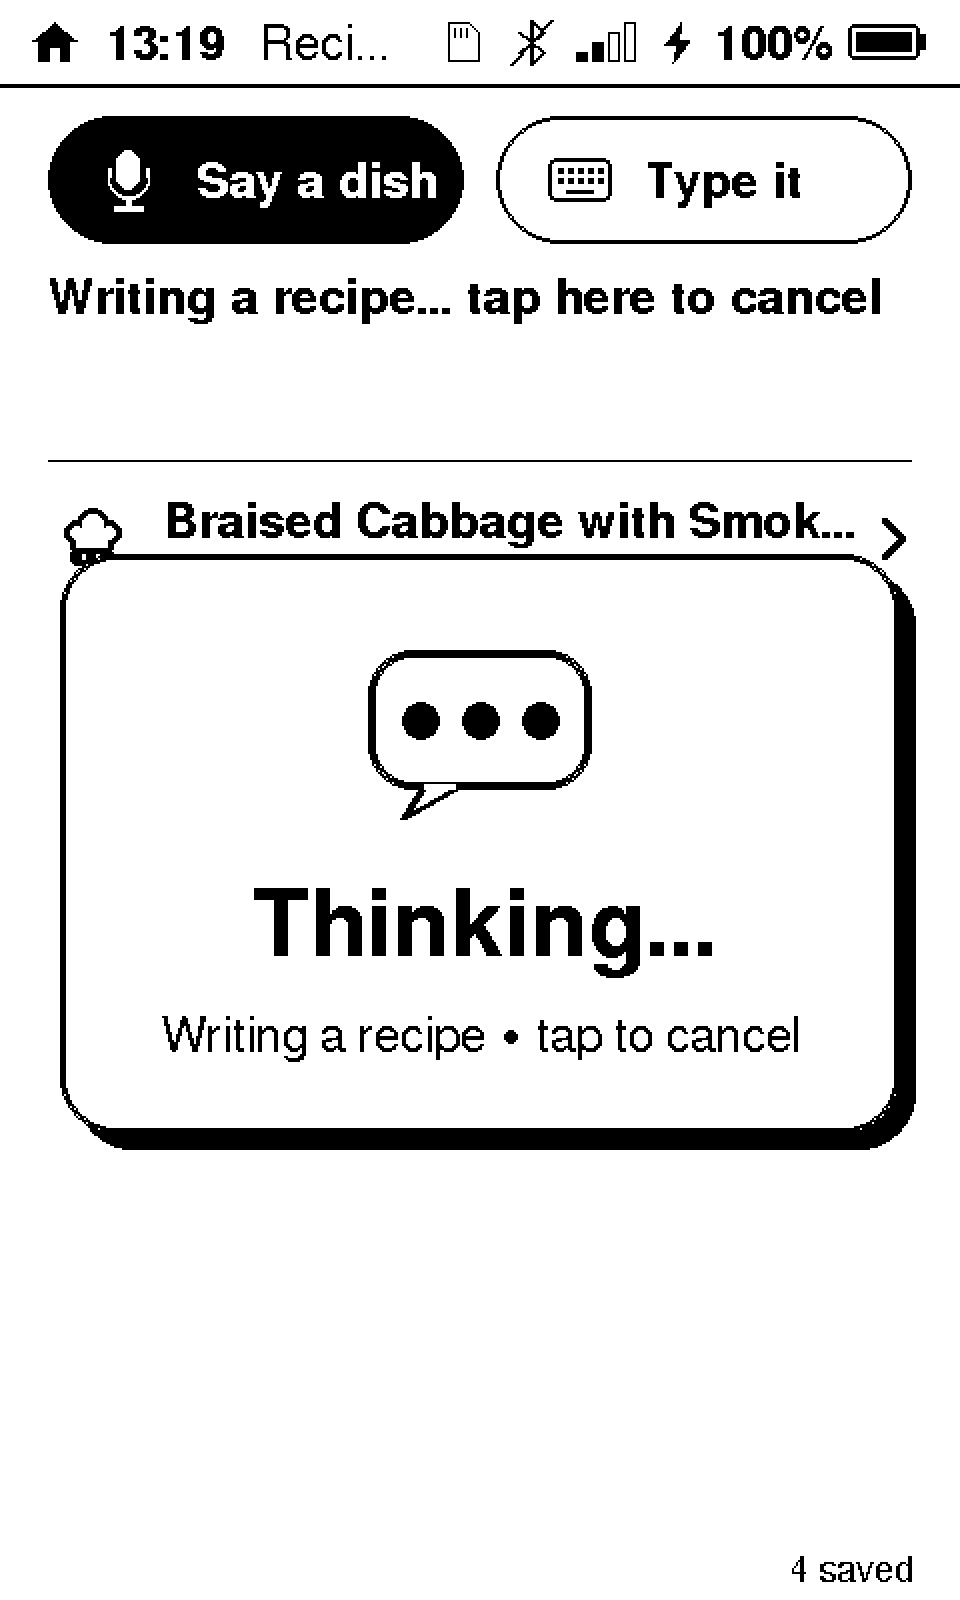 13:19 Reci... 100%
Say a dish Type it
Writing a recipe... tap here to cancel
Braised Cabbage with Smok...
Thinking...
Writing a recipe • tap to cancel
4 saved